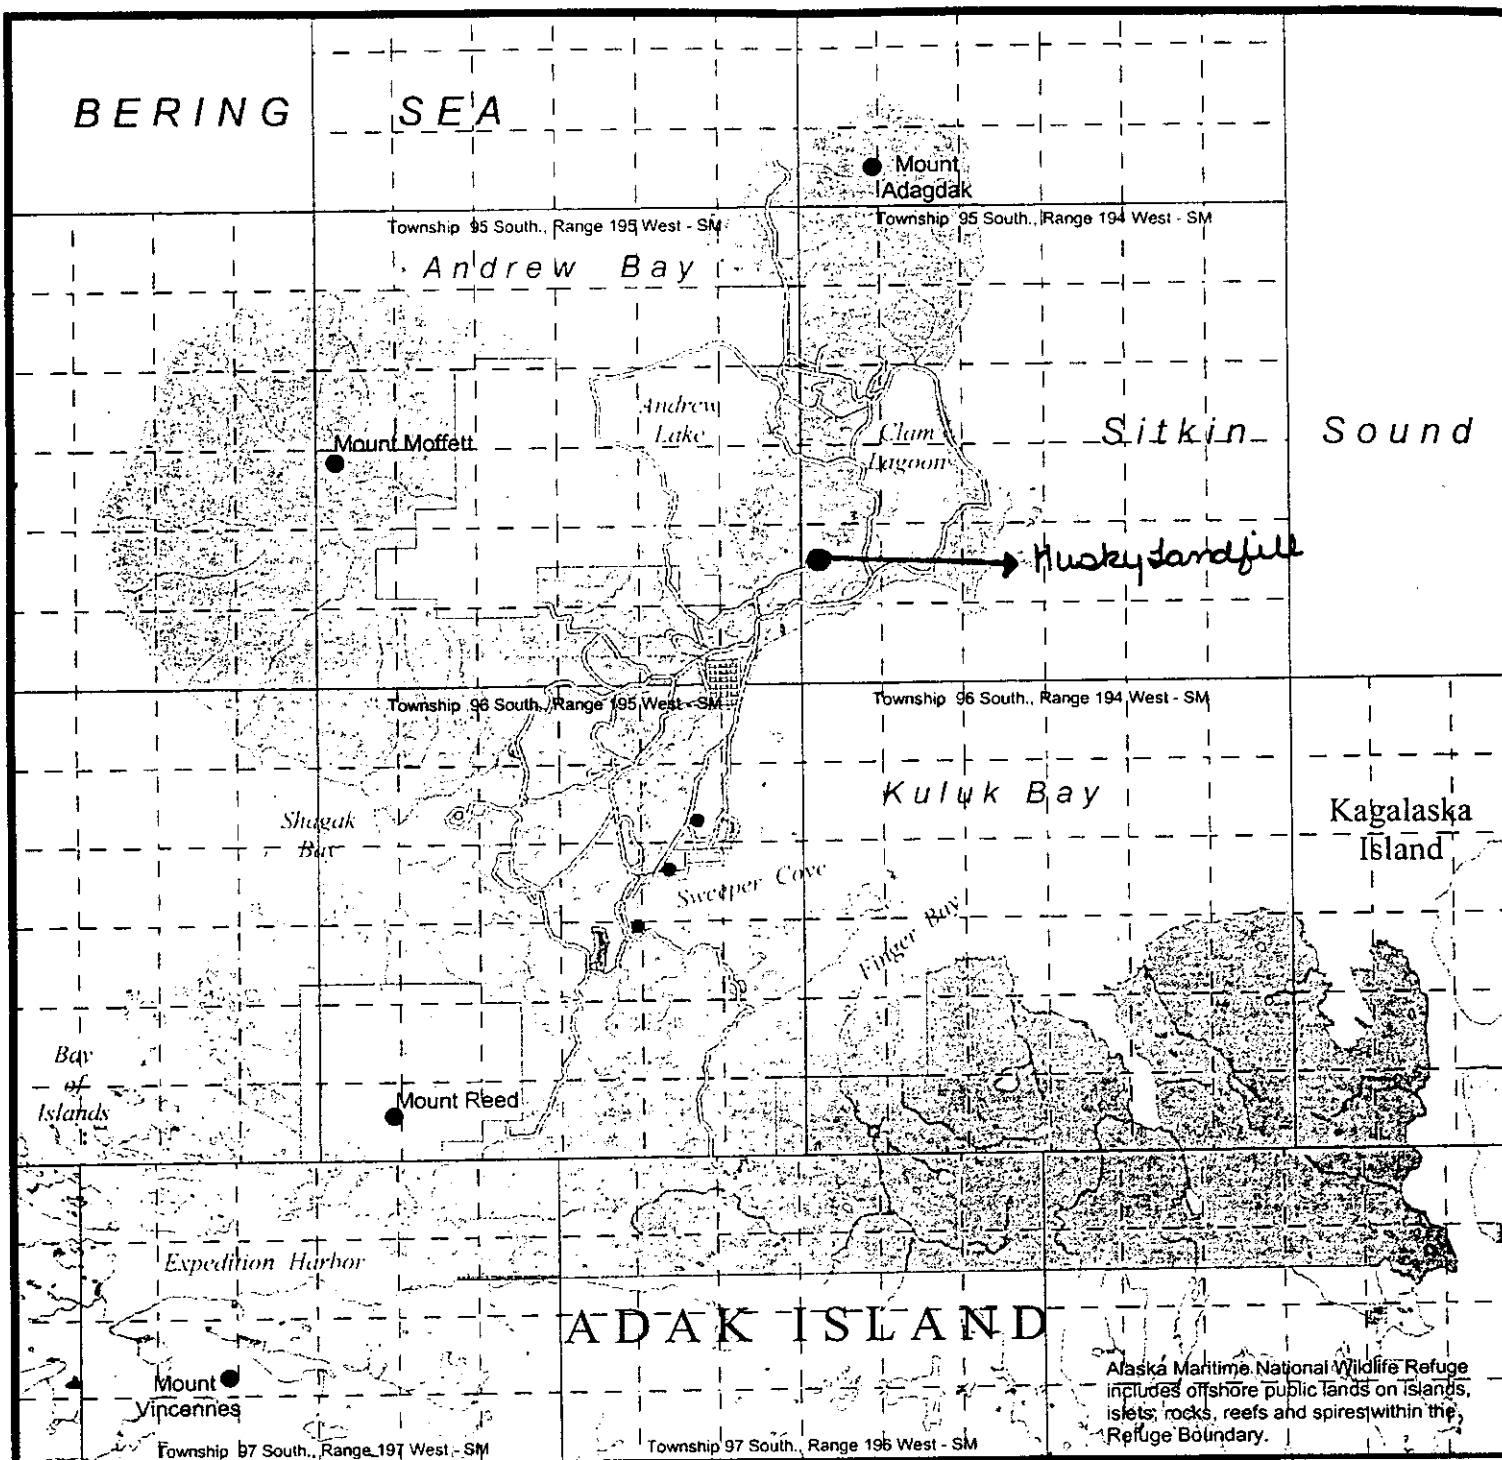 BERING SEA
Mount
Adagdak
Township 95 South., Range 195 West - SM
Township 95 South., Range 194 West - SM
Andrew Bay
Andrew
Lake
Clam
Lagoon
Sitkin Sound
Mount Moffett
Husky Landfill
Township 96 South., Range 195 West - SM
Township 96 South., Range 194 West - SM
Kuluk Bay
Shagak
Bay
Kagalaska
Island
Sweeper Cove
Finger Bay
Bay
of
Islands
Mount Reed
Expedition Harbor
ADAK ISLAND
Mount
Vincennes
Alaska Maritime National Wildlife Refuge
includes offshore public lands on islands,
islets, rocks, reefs and spires within the
Refuge Boundary.
Township 97 South., Range 197 West - SM
Township 97 South., Range 196 West - SM